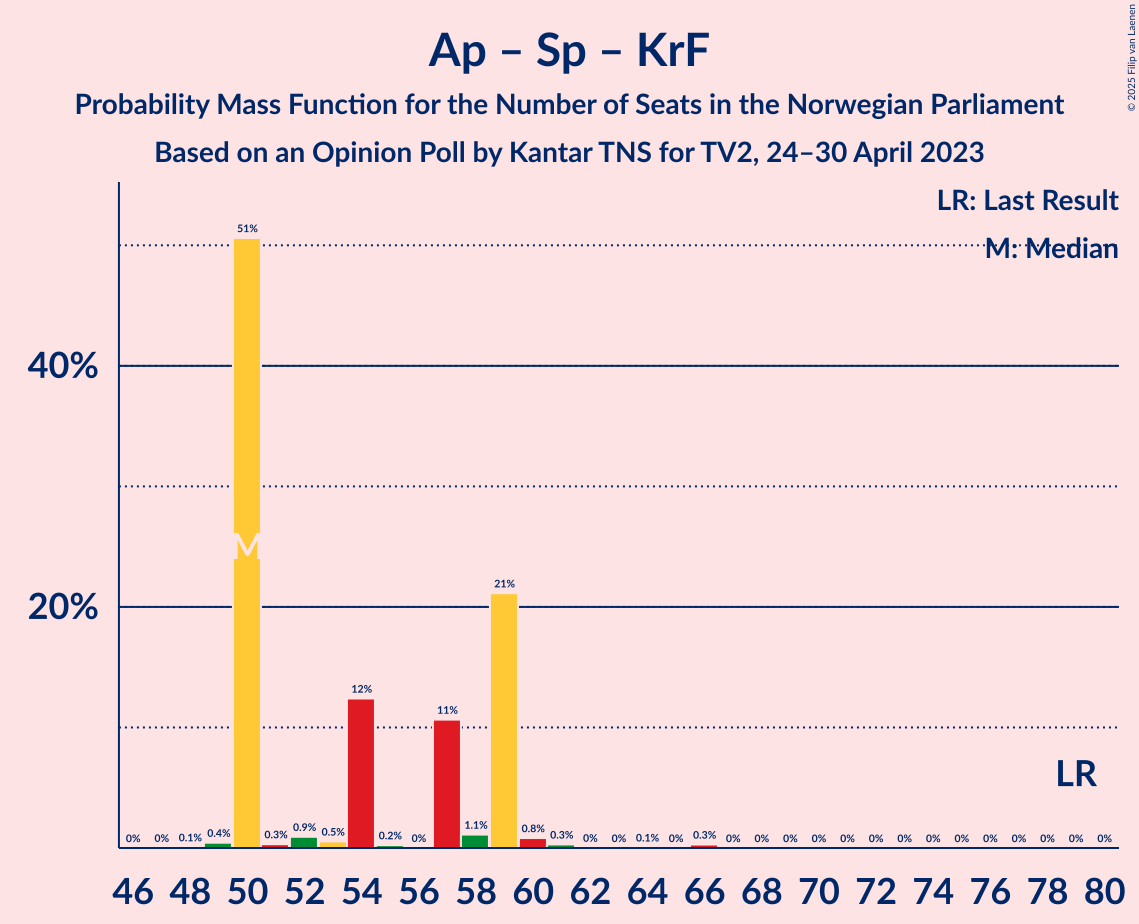 Ap – Sp – KrF
Probability Mass Function for the Number of Seats in the Norwegian Parliament
Based on an Opinion Poll by Kantar TNS for TV2, 24–30 April 2023
© 2025 Filip van Laenen
LR: Last Result
M: Median
40%
20%
51%
M
21%
12%
11%
LR
0% 0% 0.1% 0.4% 0.3% 0.9% 0.5% 0.2% 0% 1.1% 0.8% 0.3% 0% 0% 0.1% 0% 0.3% 0% 0% 0% 0% 0% 0% 0% 0% 0% 0% 0% 0% 0% 0%
46 48 50 52 54 56 58 60 62 64 66 68 70 72 74 76 78 80